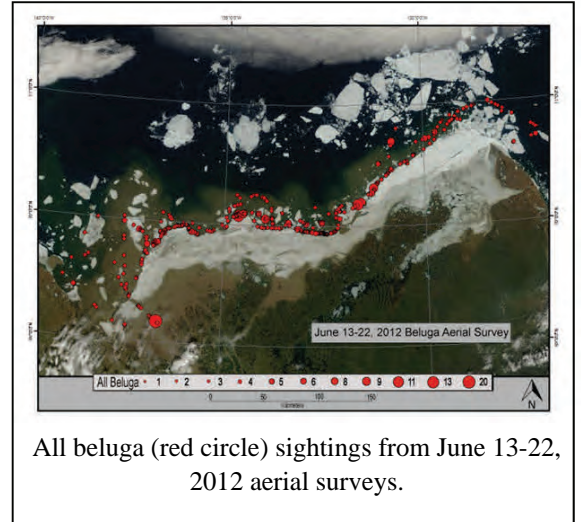 June 13-22, 2012 Beluga Aerial Survey
All Beluga 1 2 3 4 5 6 8 9 11 13 20
0 50 100 150
kilometers
N
All beluga (red circle) sightings from June 13-22,
2012 aerial surveys.